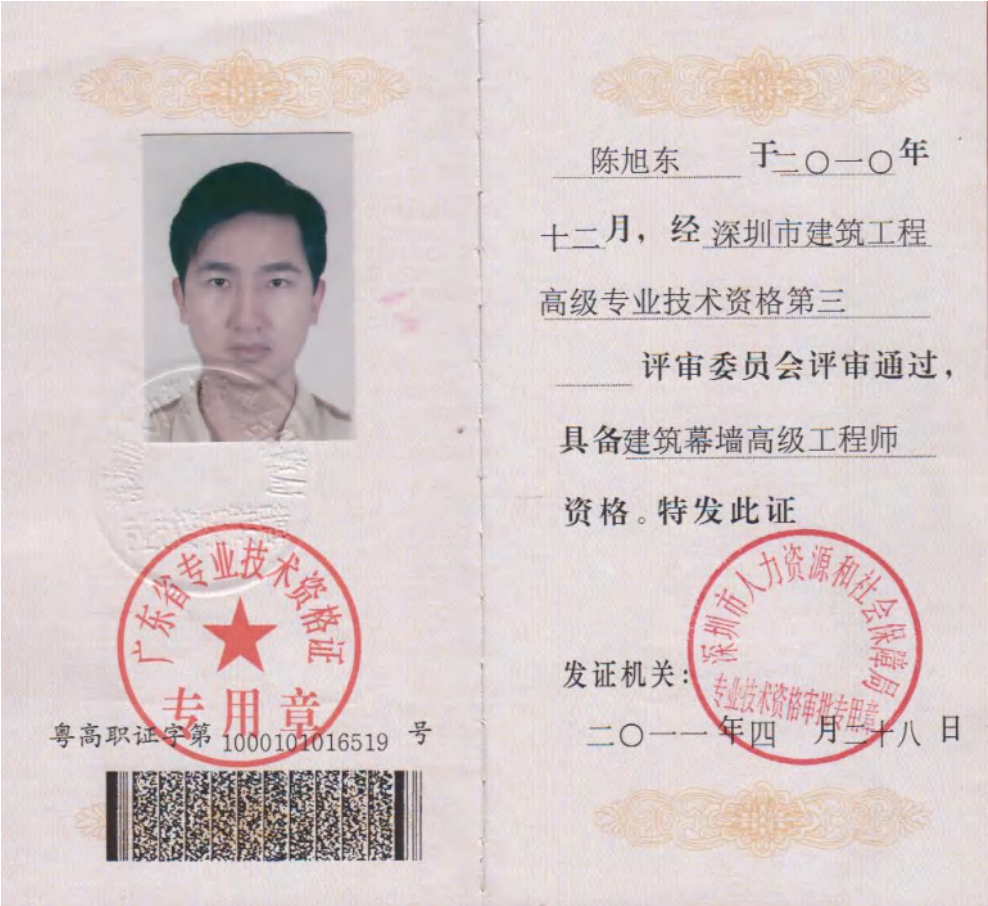 广东省专业技术资格证
专用章
粤高职证字第 1000101016519 号
陈旭东 于二〇一〇年
十二月，经深圳市建筑工程
高级专业技术资格第三
评审委员会评审通过，
具备建筑幕墙高级工程师
资格。特发此证
深圳市人力资源和社会保障局
专业技术资格审批专用章
发证机关：
二〇一一年四月二十八日